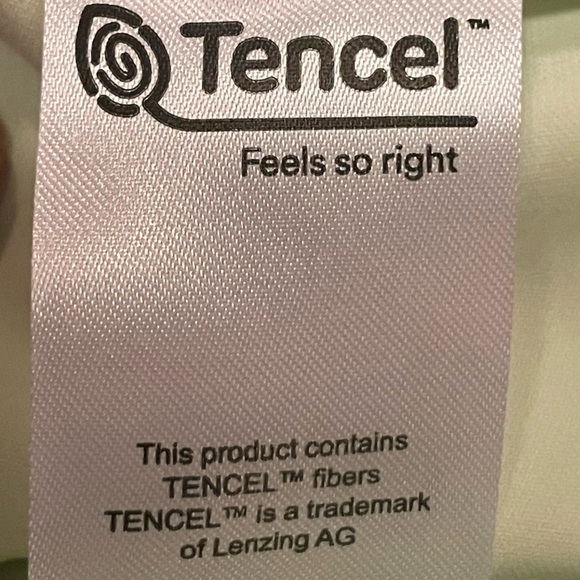 Tencel™
Feels so right
This product contains
TENCEL™ fibers
TENCEL™ is a trademark
of Lenzing AG